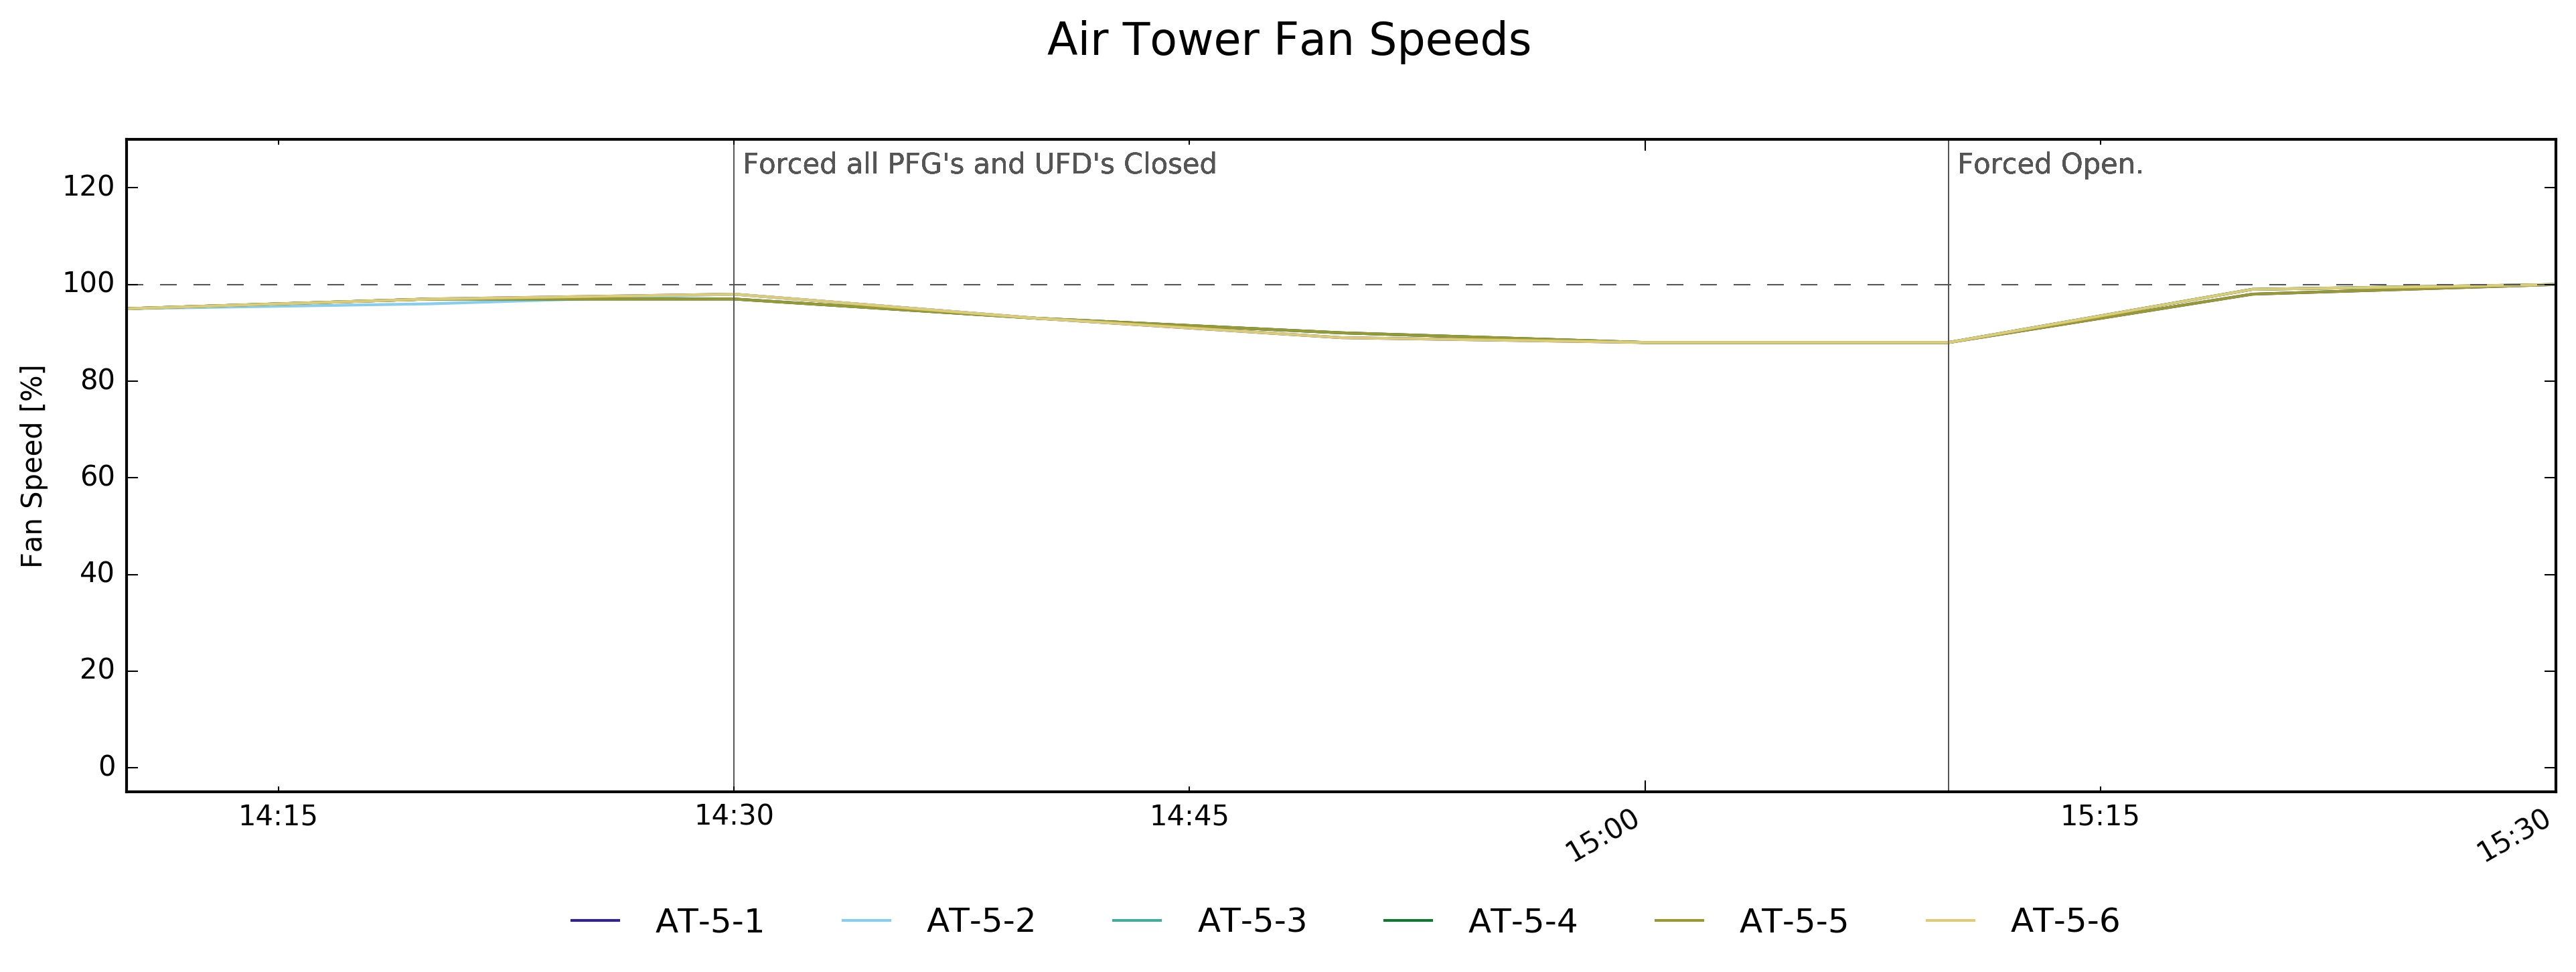 Air Tower Fan Speeds
Forced all PFG's and UFD's Closed
Forced Open.
120
100
80
60
40
20
0
Fan Speed [%]
14:15
14:30
14:45
15:00
15:15
15:30
AT-5-1
AT-5-2
AT-5-3
AT-5-4
AT-5-5
AT-5-6